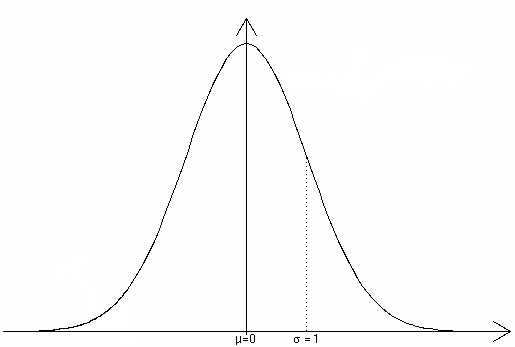 μ=0
σ = 1